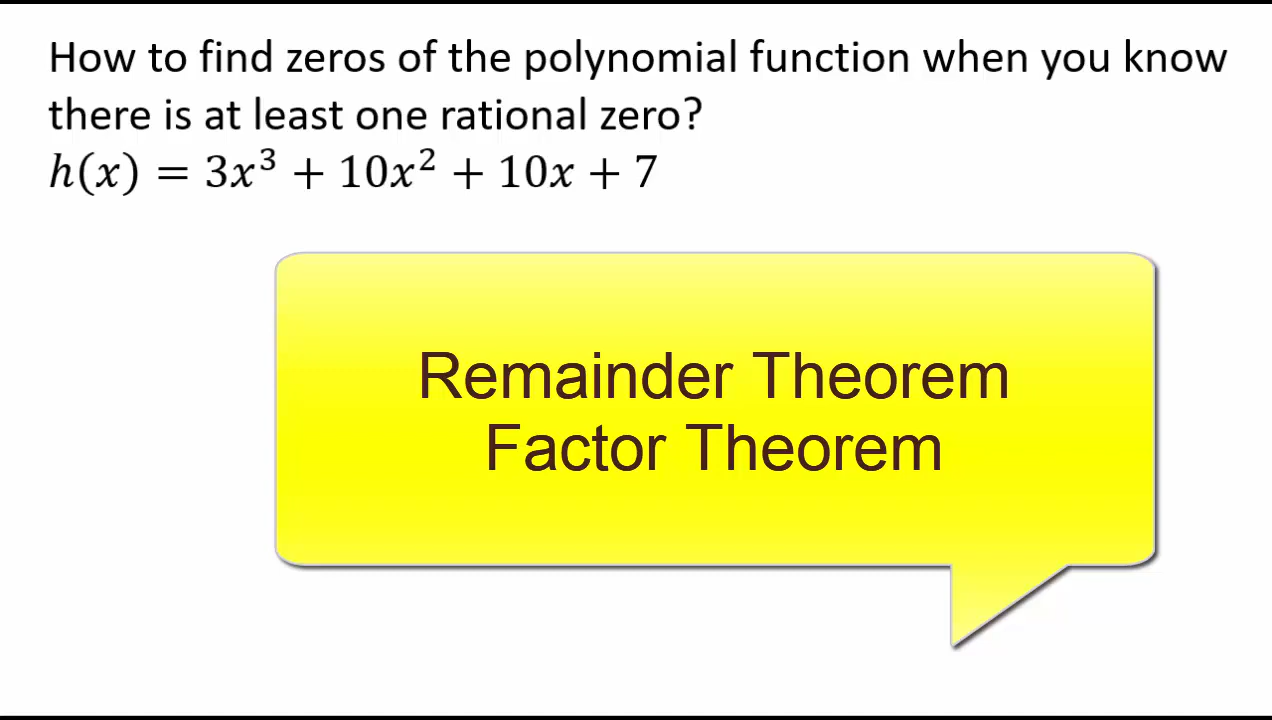 How to find zeros of the polynomial function when you know
there is at least one rational zero?
ℎ(𝑥) = 3𝑥³ + 10𝑥² + 10𝑥 + 7
Remainder Theorem
Factor Theorem